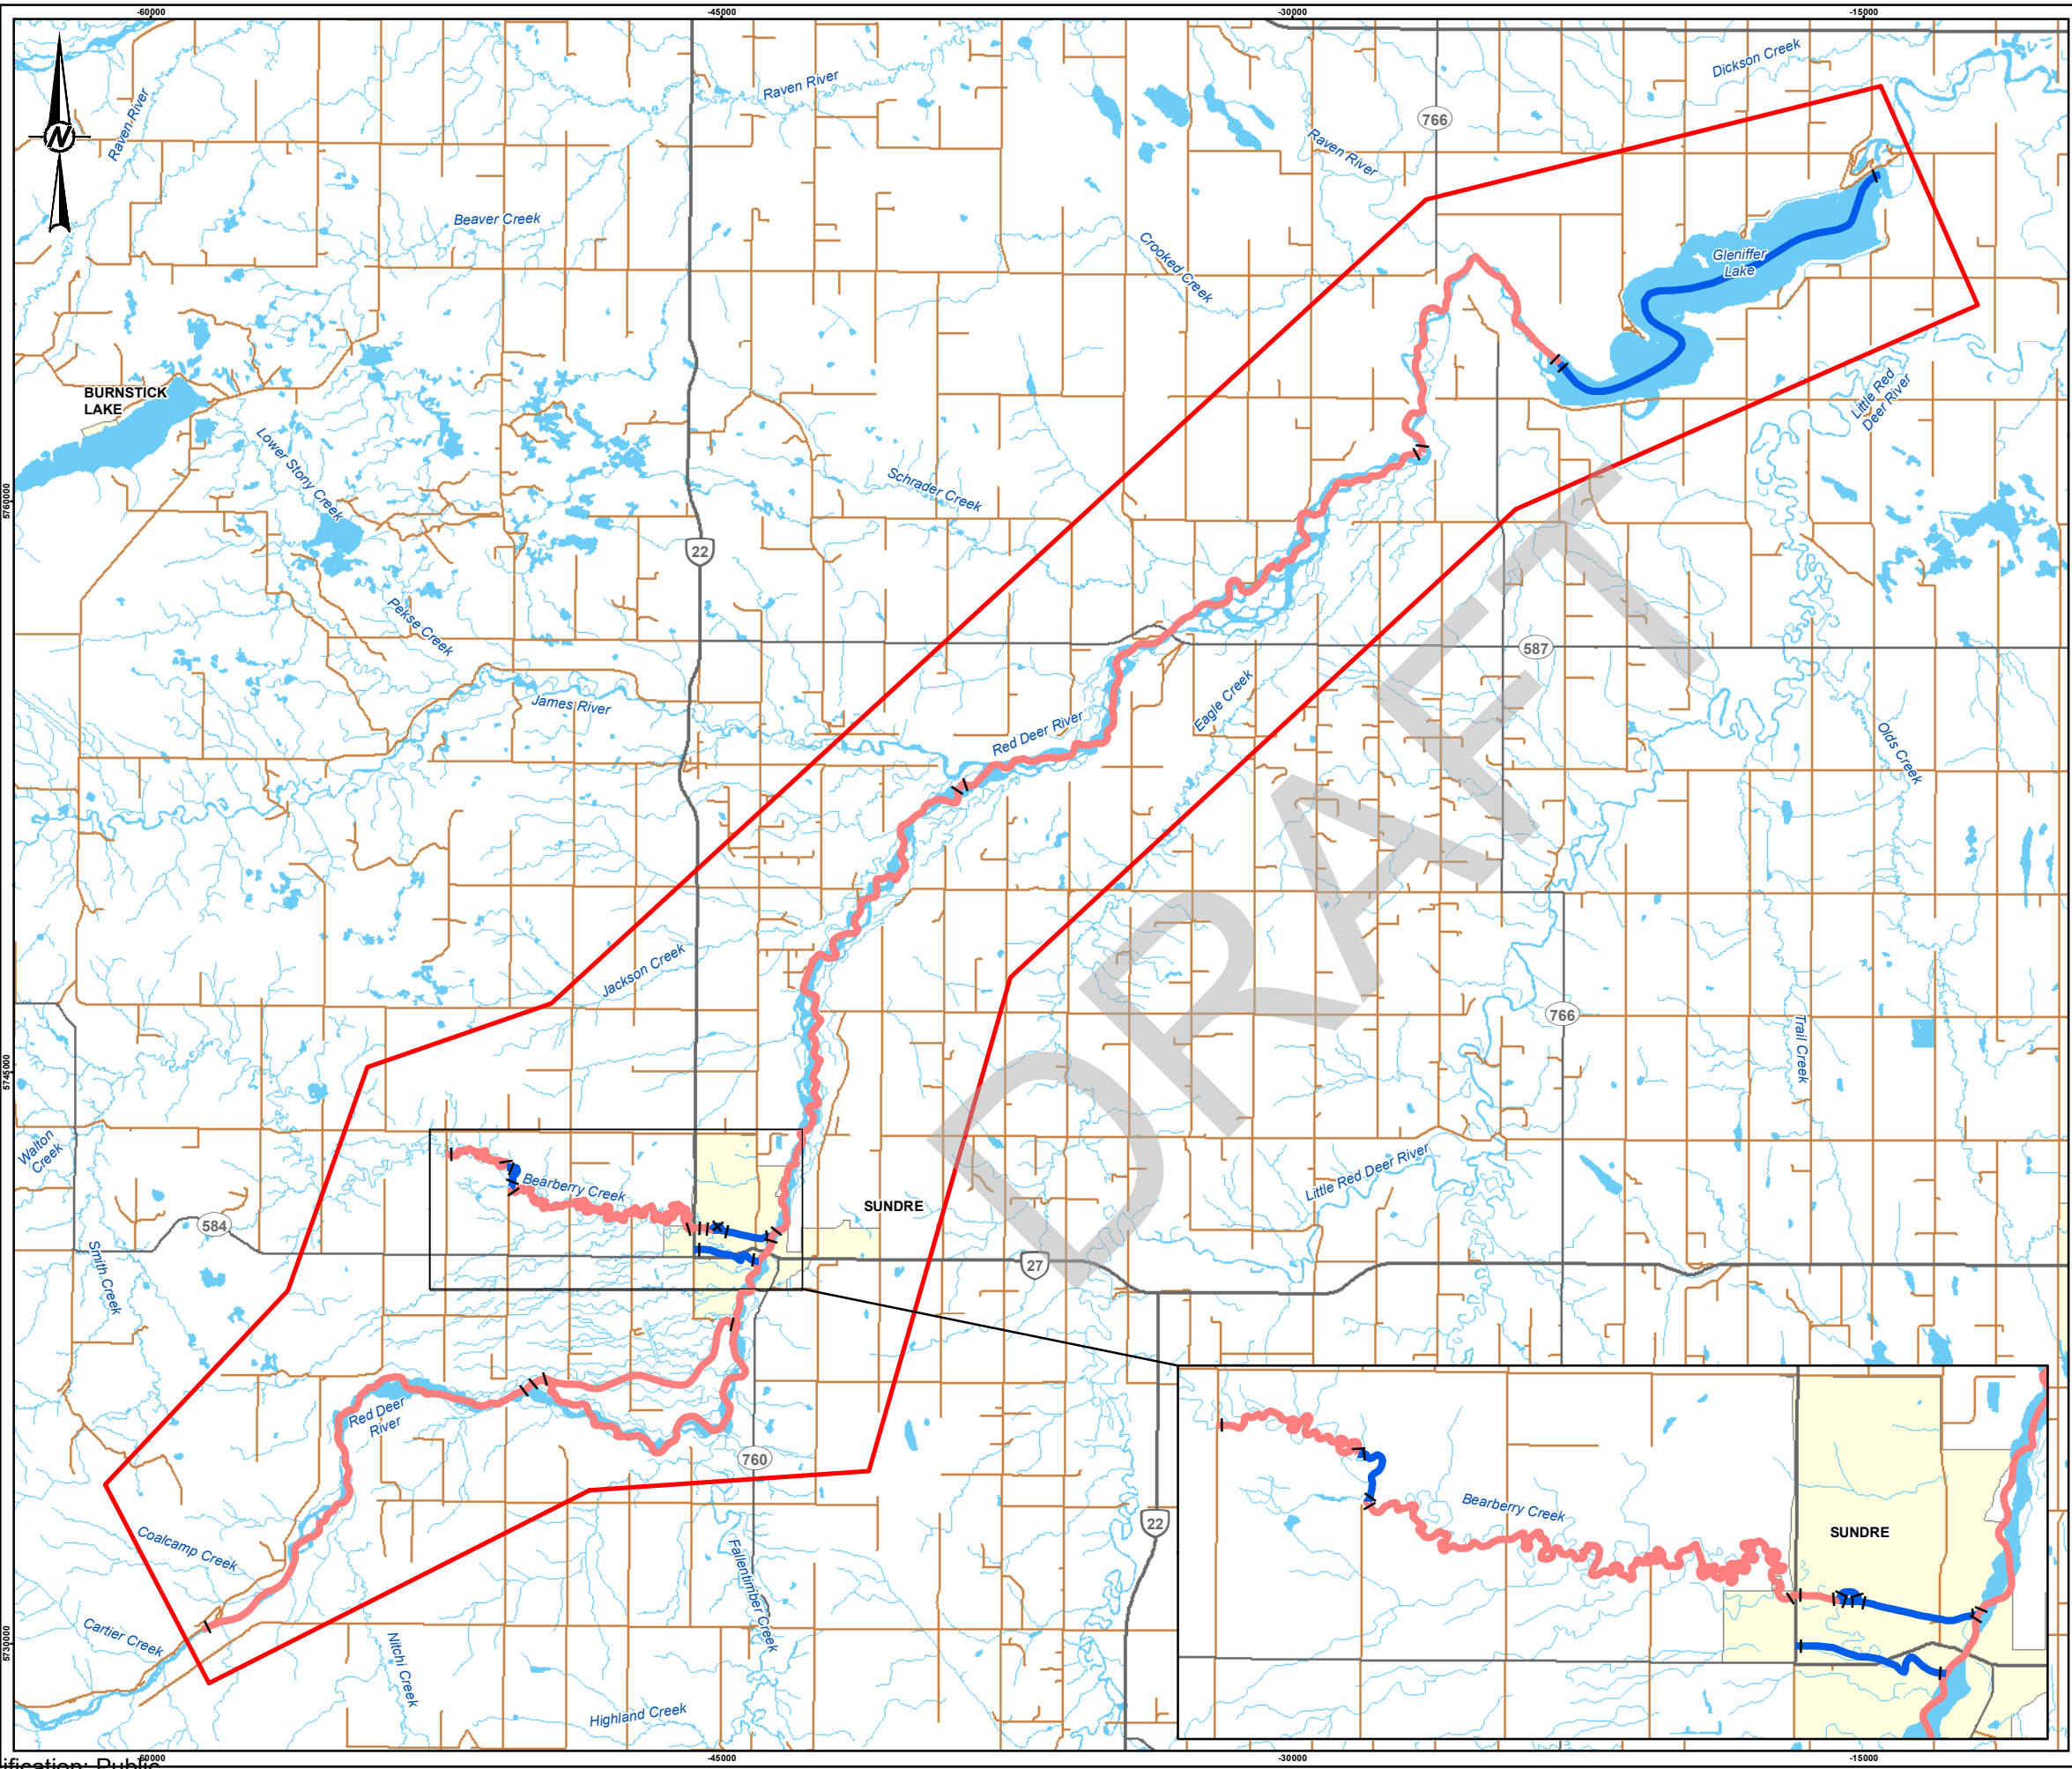 -60000
-45000
-30000
-15000
Dickson Creek
Raven River
Raven River
766
Raven River
N
Beaver Creek
Crooked Creek
Gleniffer
Lake
BURNSTICK
LAKE
Little Red
Deer River
Lower Stony Creek
Schrader Creek
5760000
22
Pekse Creek
587
James River
Eagle Creek
Red Deer River
Olds Creek
DRAFT
Jackson Creek
766
Trail Creek
5745000
Walton
Creek
Bearberry Creek
Little Red Deer River
SUNDRE
584
Smith Creek
27
Red Deer
River
760
Bearberry Creek
22
SUNDRE
Coalcamp Creek
Fallentimber Creek
Cartier Creek
Nitchi Creek
5730000
Highland Creek
-60000
-45000
-30000
-15000
ification: Public